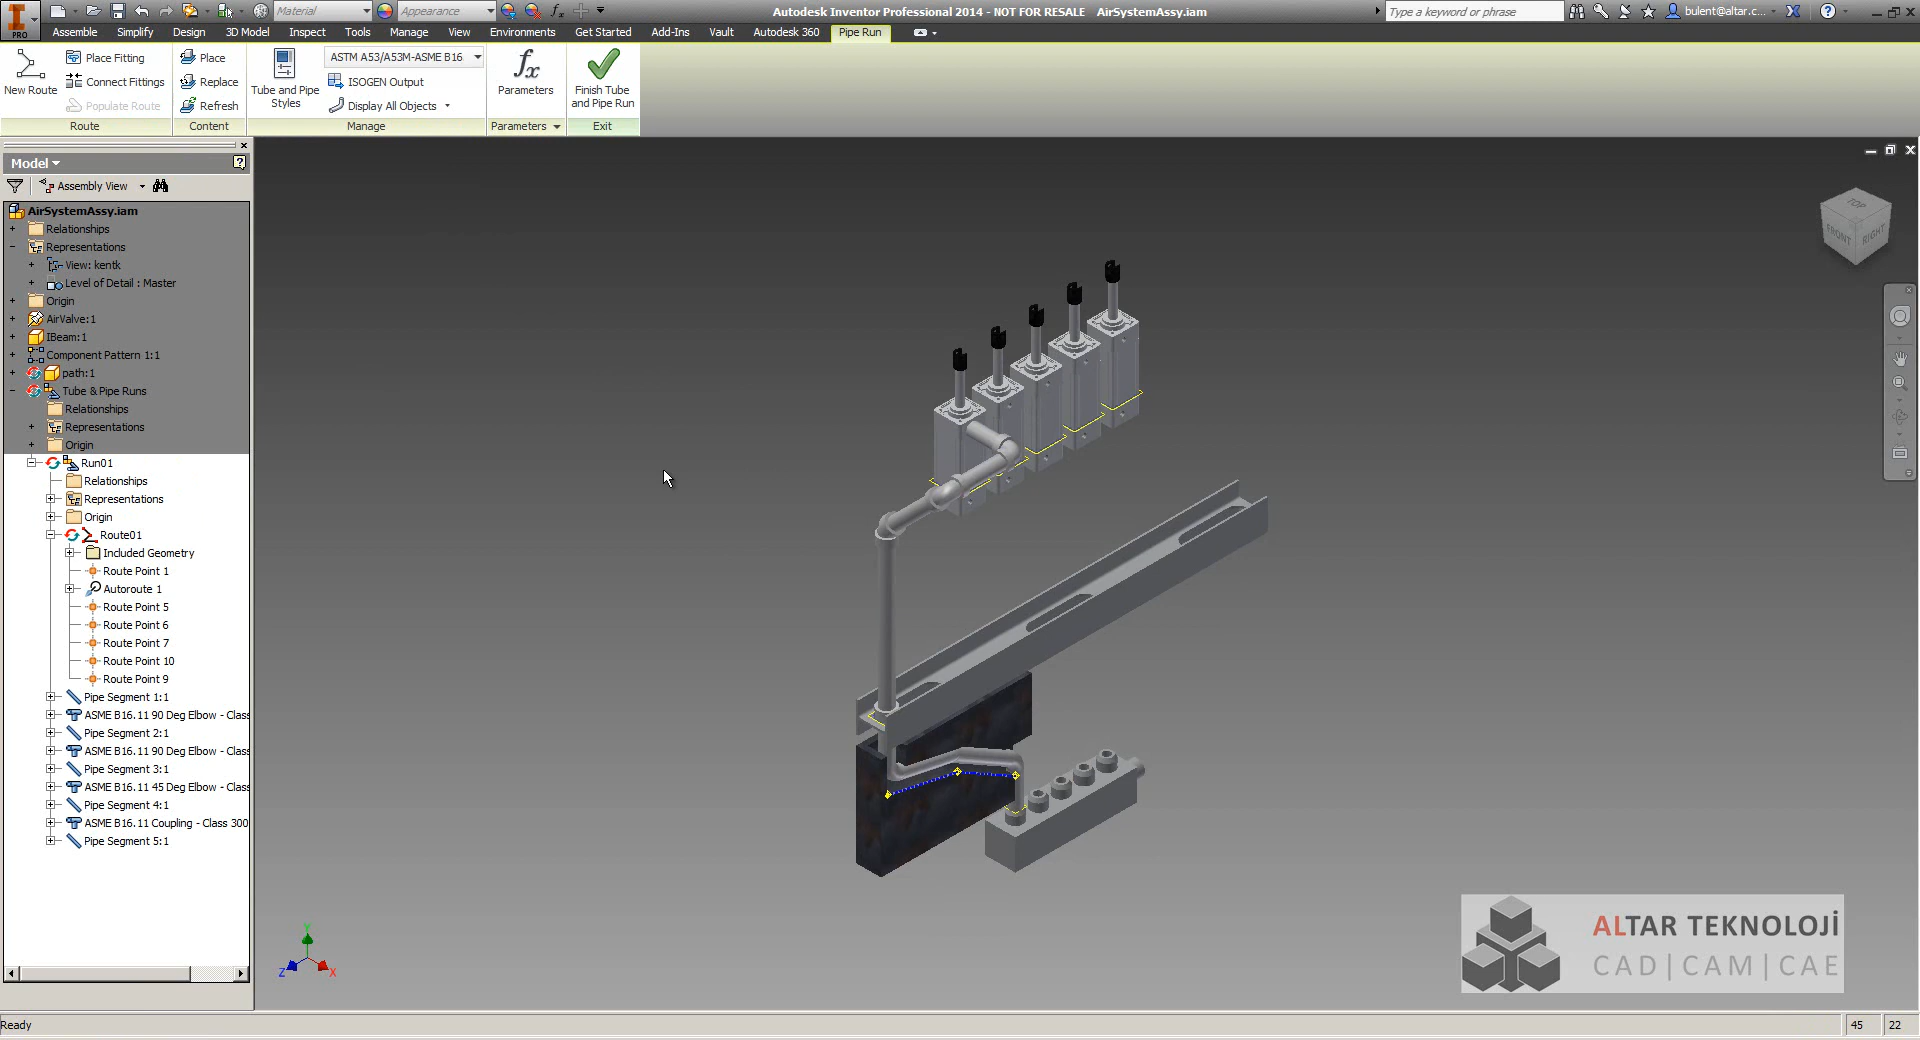 Material
Appearance
Autodesk Inventor Professional 2014 - NOT FOR RESALE AirSystemAssy.iam
Type a keyword or phrase
bulent@altar.c...
PRO
Assemble Simplify Design 3D Model Inspect Tools Manage View Environments Get Started Add-Ins Vault Autodesk 360 Pipe Run
New Route
Place Fitting
Connect Fittings
Populate Route
Route
Place
Replace
Refresh
Content
Tube and Pipe
Styles
ASTM A53/A53M-ASME B16
ISOGEN Output
Display All Objects
Manage
Parameters
Parameters
Finish Tube
and Pipe Run
Exit
Model
Assembly View
AirSystemAssy.iam
Relationships
Representations
View: kentk
Level of Detail : Master
Origin
AirValve:1
IBeam:1
Component Pattern 1:1
path:1
Tube & Pipe Runs
Relationships
Representations
Origin
Run01
Relationships
Representations
Origin
Route01
Included Geometry
Route Point 1
Autoroute 1
Route Point 5
Route Point 6
Route Point 7
Route Point 10
Route Point 9
Pipe Segment 1:1
ASME B16.11 90 Deg Elbow - Class
Pipe Segment 2:1
ASME B16.11 90 Deg Elbow - Class
Pipe Segment 3:1
ASME B16.11 45 Deg Elbow - Class
Pipe Segment 4:1
ASME B16.11 Coupling - Class 300
Pipe Segment 5:1
TOP
FRONT
RIGHT
Y
Z
X
ALTAR TEKNOLOJİ
CAD|CAM|CAE
Ready
45
22